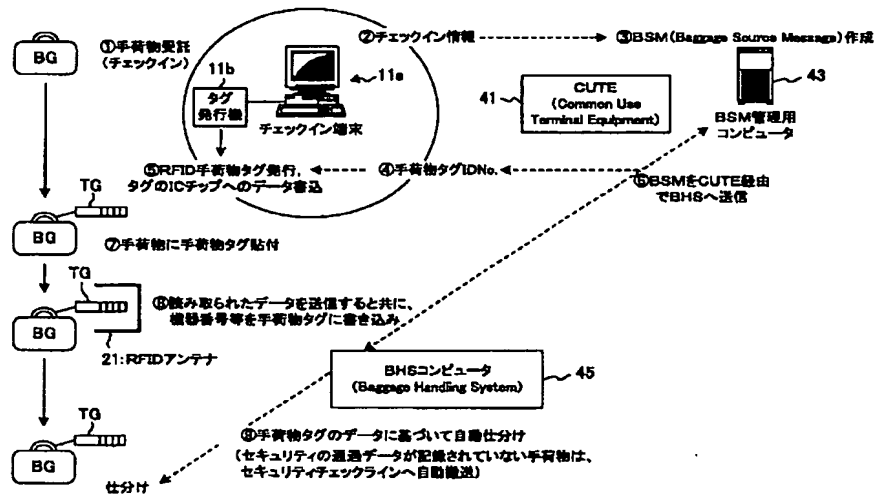 ①手荷物受託
(チェックイン)
BG
11b
タグ
発行機
11a
チェックイン端末
②チェックイン情報
③BSM(Baggage Source Message)作成
41
CUTE
(Common Use
Terminal Equipment)
43
BSM管理用
コンピュータ
⑤RFID手荷物タグ発行,
タグのICチップへのデータ書込
④手荷物タグIDNo.
⑥BSMをCUTE経由
でBHSへ送信
TG
BG
⑦手荷物に手荷物タグ貼付
TG
BG
⑧読み取られたデータを送信すると共に、
機器番号等を手荷物タグに書き込み
21:RFIDアンテナ
BHSコンピュータ
(Baggage Handling System)
45
TG
BG
仕分け
⑨手荷物タグのデータに基づいて自動仕分け
(セキュリティの通過データが記録されていない手荷物は、
セキュリティチェックラインへ自動搬送)